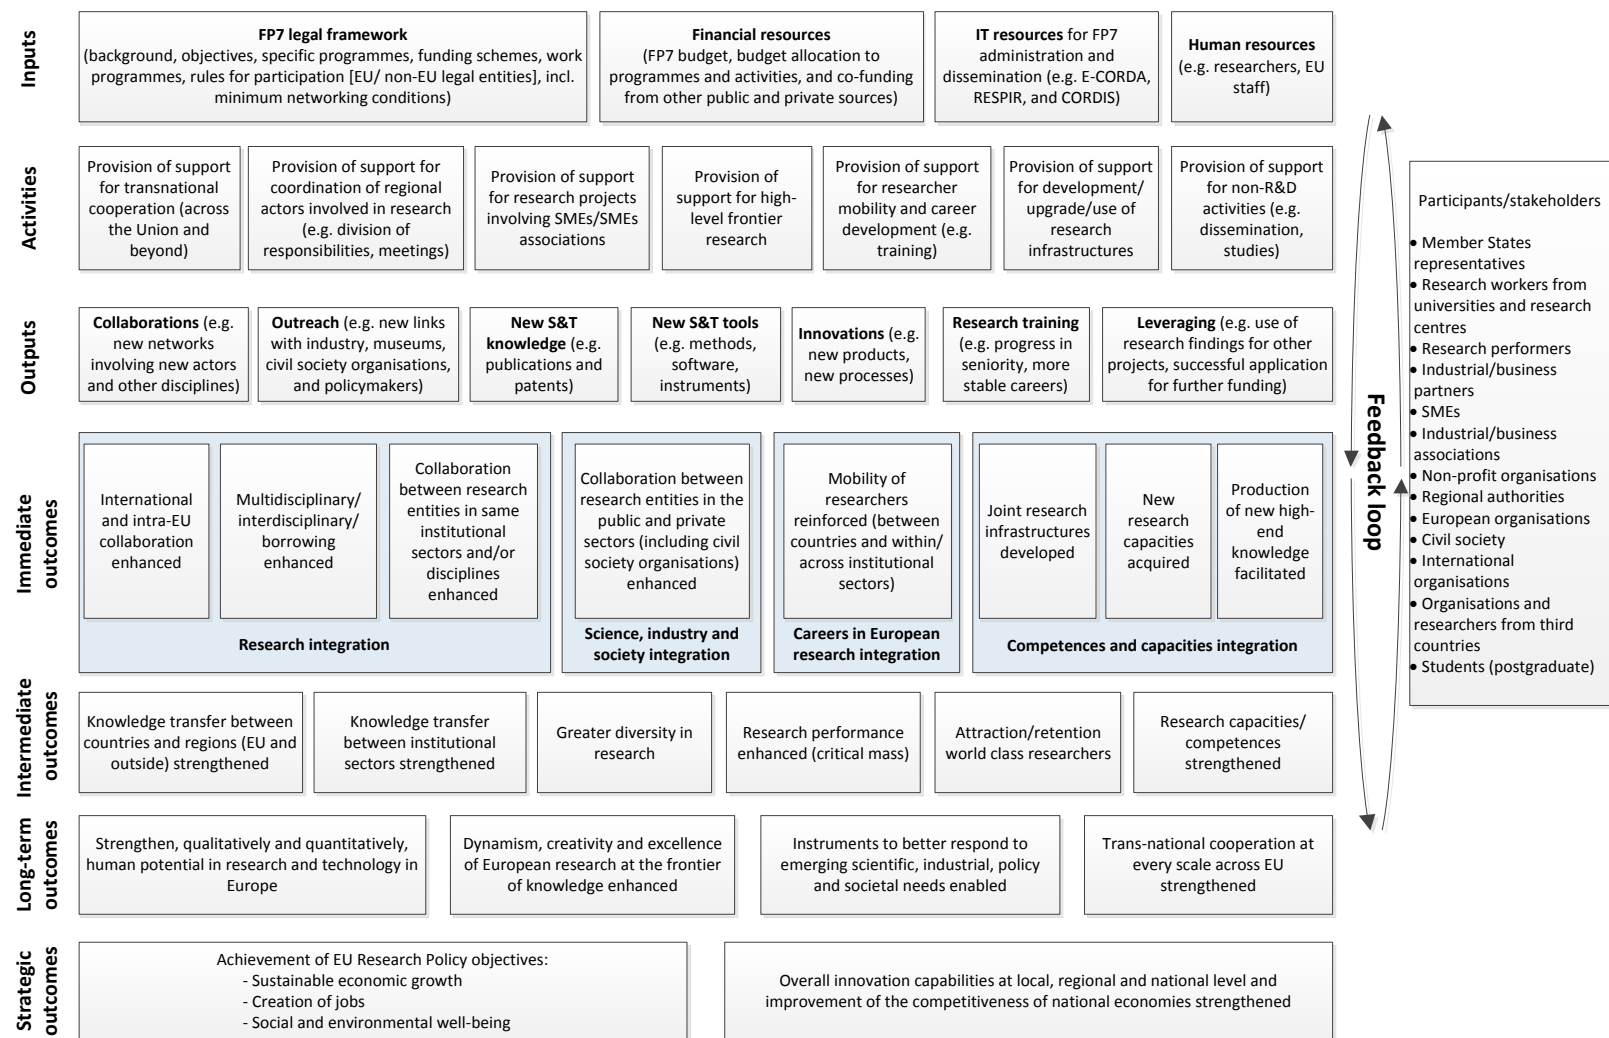 Inputs
FP7 legal framework
(background, objectives, specific programmes, funding schemes, work
programmes, rules for participation [EU/ non-EU legal entities], incl.
minimum networking conditions)
Financial resources
(FP7 budget, budget allocation to
programmes and activities, and co-funding
from other public and private sources)
IT resources for FP7
administration and
dissemination (e.g. E-CORDA,
RESPIR, and CORDIS)
Human resources
(e.g. researchers, EU
staff)
Activities
Provision of support
for transnational
cooperation (across
the Union and
beyond)
Provision of support for
coordination of regional
actors involved in research
(e.g. division of
responsibilities, meetings)
Provision of support
for research projects
involving SMEs/SMEs
associations
Provision of
support for high-
level frontier
research
Provision of support
for researcher
mobility and career
development (e.g.
training)
Provision of support
for development/
upgrade/use of
research
infrastructures
Provision of support
for non-R&D
activities (e.g.
dissemination,
studies)
Outputs
Collaborations (e.g.
new networks
involving new actors
and other disciplines)
Outreach (e.g. new links
with industry, museums,
civil society organisations,
and policymakers)
New S&T
knowledge (e.g.
publications and
patents)
New S&T tools
(e.g. methods,
software,
instruments)
Innovations (e.g.
new products,
new processes)
Research training
(e.g. progress in
seniority, more
stable careers)
Leveraging (e.g. use of
research findings for other
projects, successful application
for further funding)
Immediate
outcomes
International
and intra-EU
collaboration
enhanced
Multidisciplinary/
interdisciplinary/
borrowing
enhanced
Collaboration
between research
entities in same
institutional
sectors and/or
disciplines
enhanced
Research integration
Collaboration between
research entities in the
public and private
sectors (including civil
society organisations)
enhanced
Science, industry and
society integration
Mobility of
researchers
reinforced (between
countries and within/
across institutional
sectors)
Careers in European
research integration
Joint research
infrastructures
developed
New
research
capacities
acquired
Production
of new high-
end
knowledge
facilitated
Competences and capacities integration
Intermediate
outcomes
Knowledge transfer between
countries and regions (EU and
outside) strengthened
Knowledge transfer
between institutional
sectors strengthened
Greater diversity in
research
Research performance
enhanced (critical mass)
Attraction/retention
world class researchers
Research capacities/
competences
strengthened
Long-term
outcomes
Strengthen, qualitatively and quantitatively,
human potential in research and technology in
Europe
Dynamism, creativity and excellence
of European research at the frontier
of knowledge enhanced
Instruments to better respond to
emerging scientific, industrial, policy
and societal needs enabled
Trans-national cooperation at
every scale across EU
strengthened
Strategic
outcomes
Achievement of EU Research Policy objectives:
- Sustainable economic growth
- Creation of jobs
- Social and environmental well-being
Overall innovation capabilities at local, regional and national level and
improvement of the competitiveness of national economies strengthened
Feedback loop
Participants/stakeholders
• Member States
representatives
• Research workers from
universities and research
centres
• Research performers
• Industrial/business
partners
• SMEs
• Industrial/business
associations
• Non-profit organisations
• Regional authorities
• European organisations
• Civil society
• International
organisations
• Organisations and
researchers from third
countries
• Students (postgraduate)